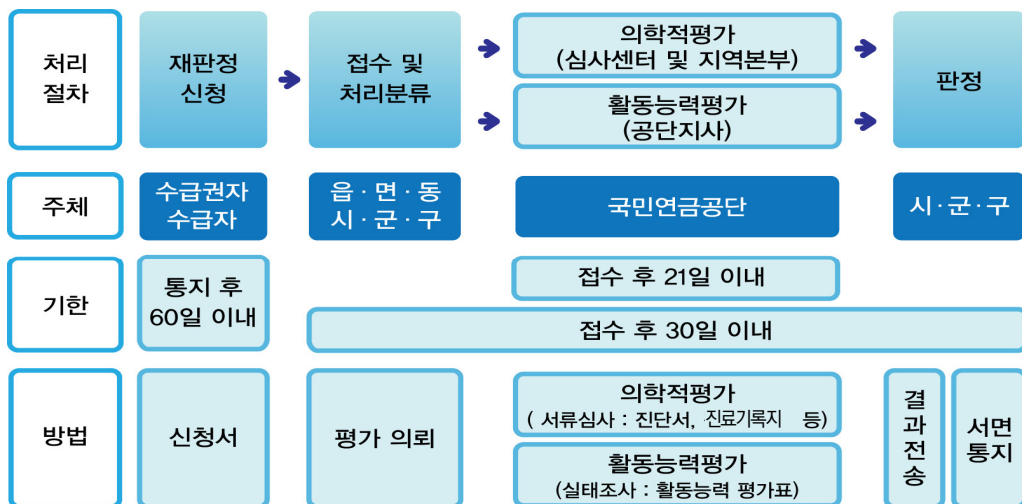 처리
절차
재판정
신청
접수 및
처리분류
의학적평가
(심사센터 및 지역본부)
활동능력평가
(공단지사)
판정
주체
수급권자
수급자
읍·면·동
시·군·구
국민연금공단
시·군·구
기한
통지 후
60일 이내
접수 후 21일 이내
접수 후 30일 이내
방법
신청서
평가 의뢰
의학적평가
( 서류심사 : 진단서, 진료기록지 등)
활동능력평가
(실태조사 : 활동능력 평가표)
결
과
전
송
서면
통지